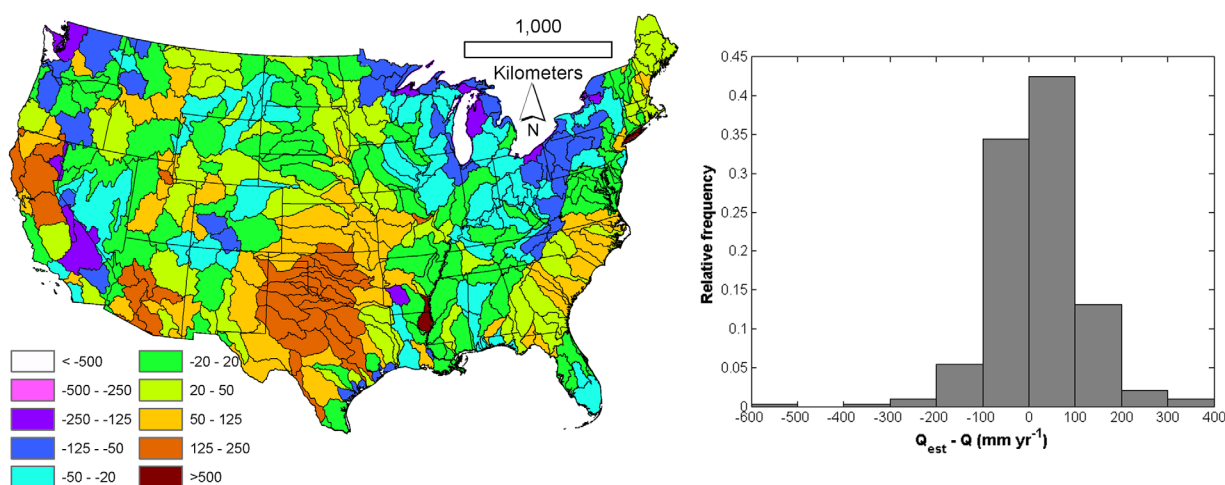 1,000
Kilometers
N
< -500
-500 - -250
-250 - -125
-125 - -50
-50 - -20
-20 - 20
20 - 50
50 - 125
125 - 250
>500
0.45
0.4
0.35
0.3
0.25
0.2
0.15
0.1
0.05
0
-600 -500 -400 -300 -200 -100 0 100 200 300 400
Relative frequency
Qest - Q (mm yr-1)